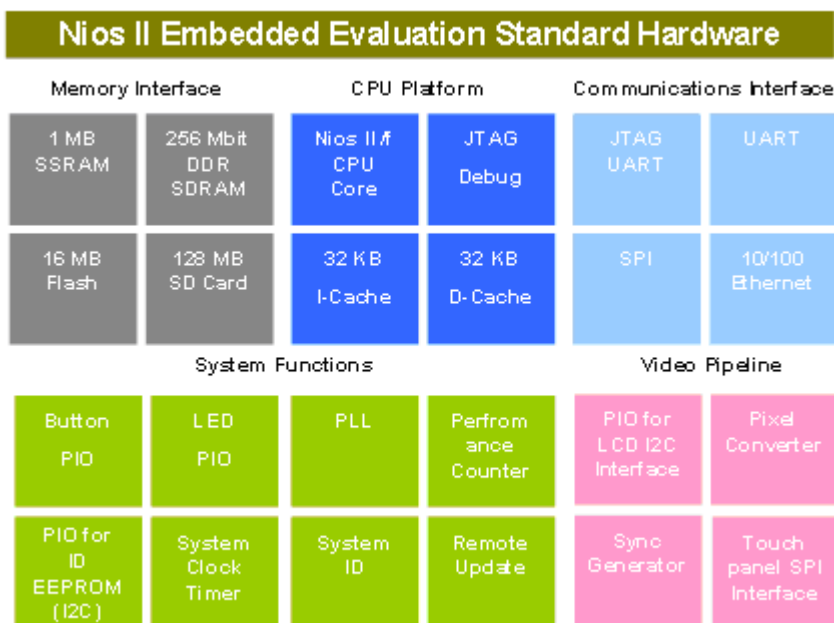 Nios II Embedded Evaluation Standard Hardware
Memory Interface
CPU Platform
Communications Interface
1 MB
SSRAM
256 Mbit
DDR
SDRAM
Nios II/f
CPU
Core
JTAG
Debug
JTAG
UART
UART
16 MB
Flash
128 MB
SD Card
32 KB
I-Cache
32 KB
D-Cache
SPI
10/100
Ethernet
System Functions
Video Pipeline
Button
PIO
LED
PIO
PLL
Perfrom
ance
Counter
PIO for
LCD I2C
Interface
Pixel
Converter
PIO for
ID
EEPROM
(I2C)
System
Clock
Timer
System
ID
Remote
Update
Sync
Generator
Touch
panel SPI
Interface